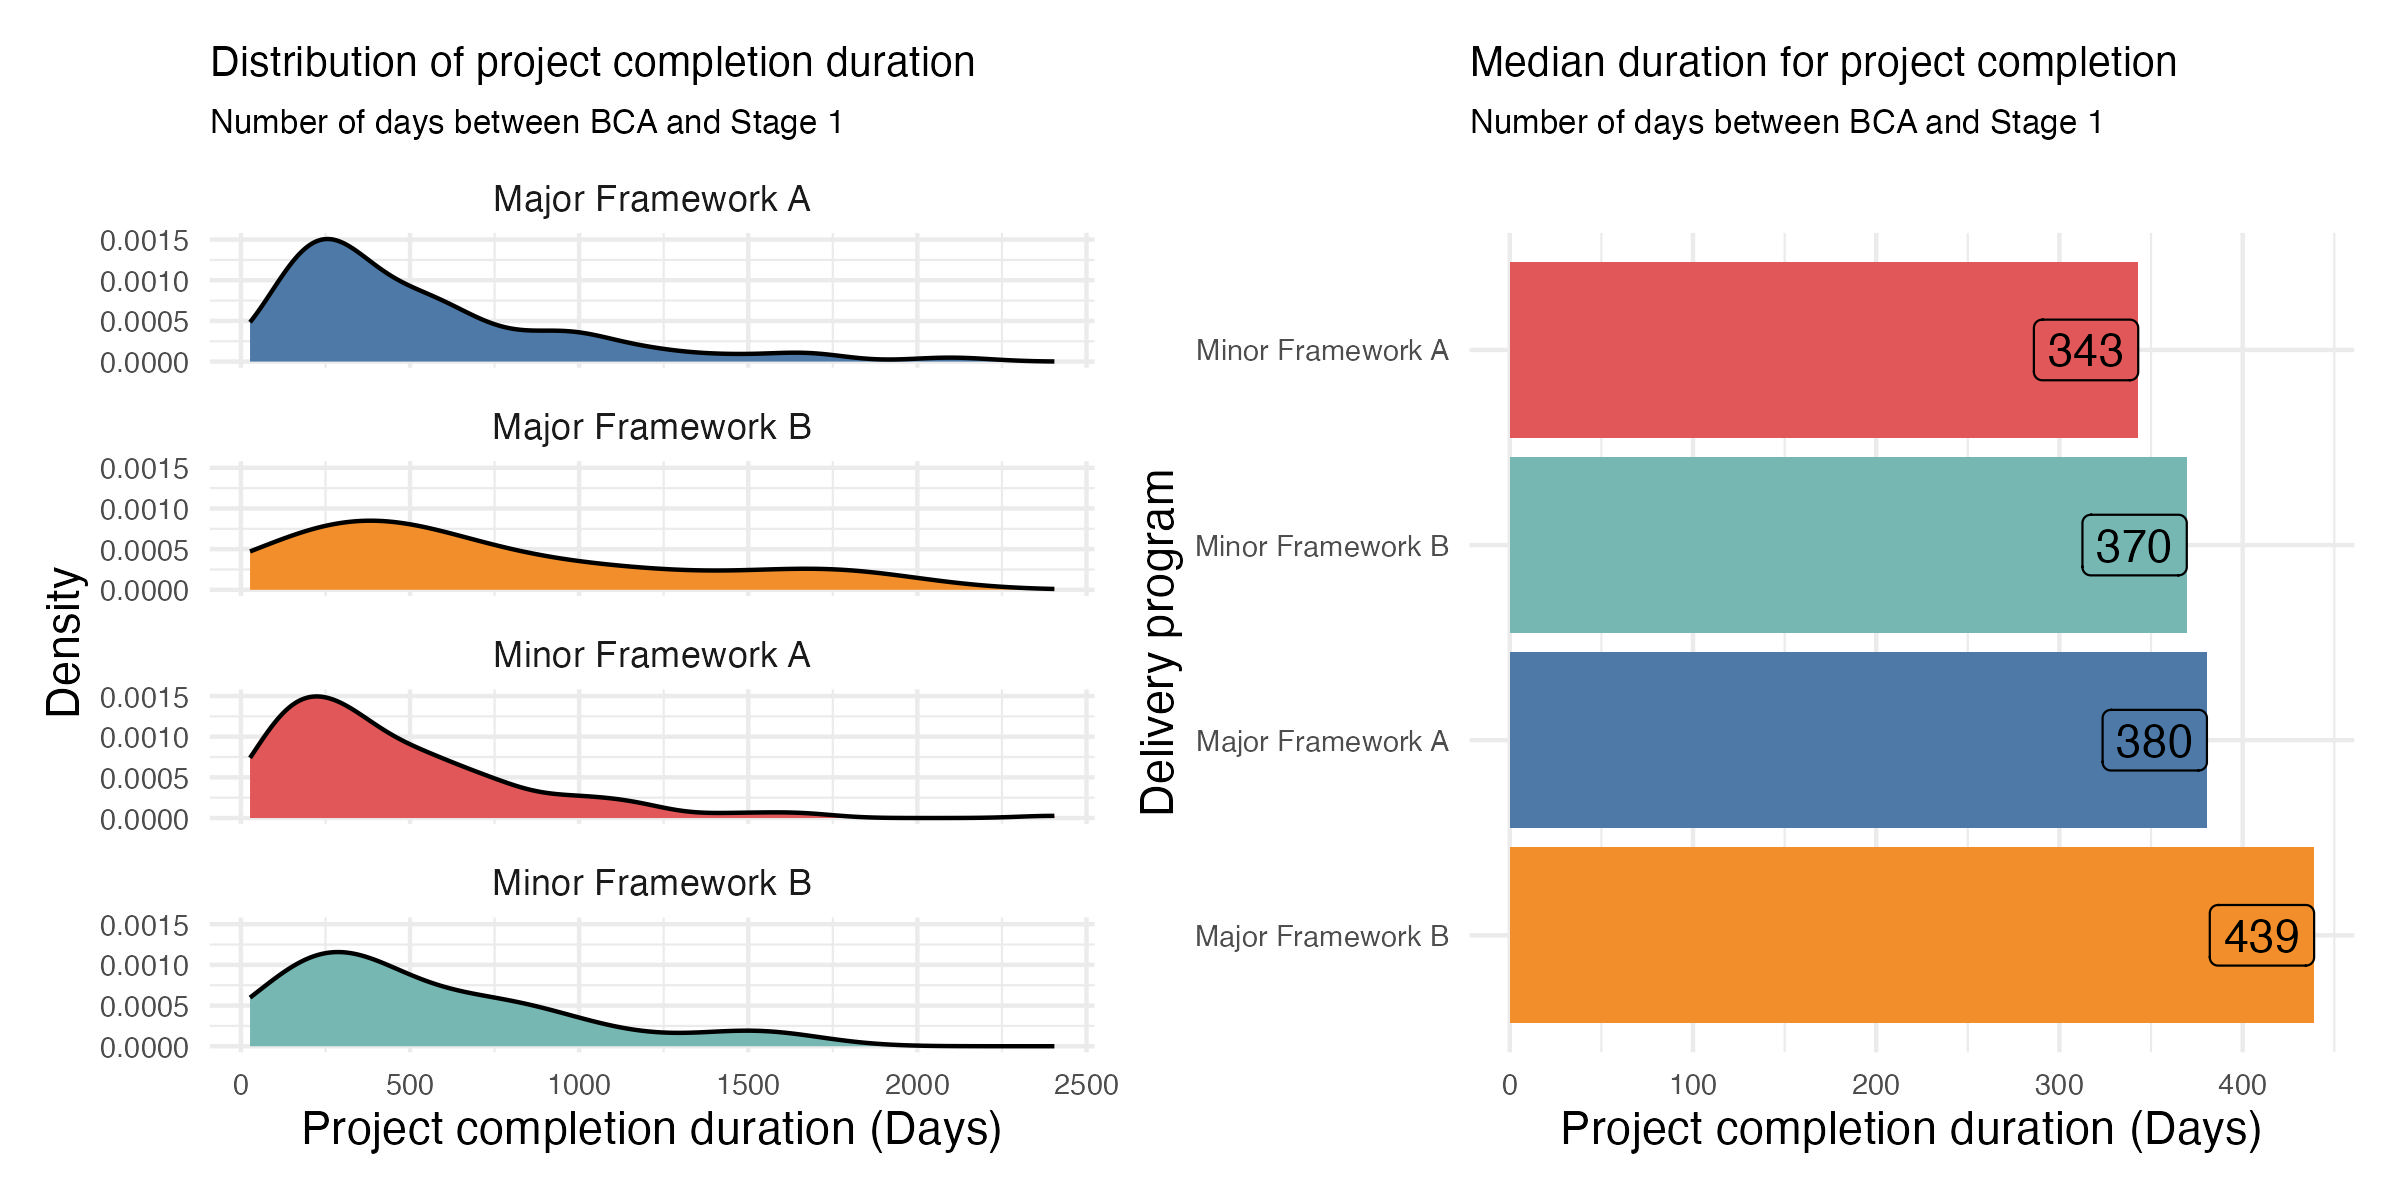 Distribution of project completion duration
Number of days between BCA and Stage 1
Major Framework A
0.0015
0.0010
0.0005
0.0000
Major Framework B
0.0015
0.0010
0.0005
0.0000
Minor Framework A
0.0015
0.0010
0.0005
0.0000
Minor Framework B
0.0015
0.0010
0.0005
0.0000
0 500 1000 1500 2000 2500
Project completion duration (Days)
Density
Median duration for project completion
Number of days between BCA and Stage 1
Minor Framework A
343
Minor Framework B
370
Major Framework A
380
Major Framework B
439
0 100 200 300 400
Project completion duration (Days)
Delivery program